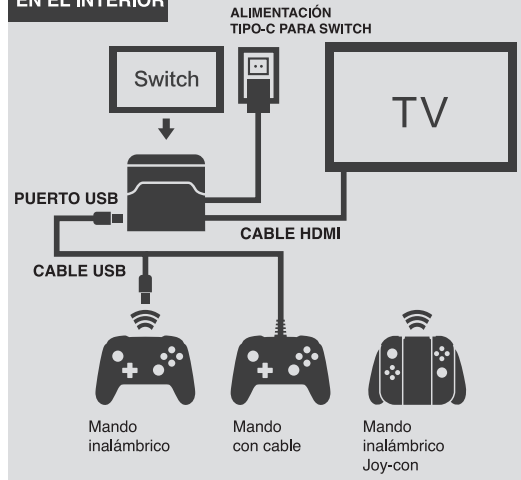 EN EL INTERIOR
ALIMENTACIÓN
TIPO-C PARA SWITCH
Switch
TV
PUERTO USB
CABLE HDMI
CABLE USB
Mando
inalámbrico
Mando
con cable
Mando
inalámbrico
Joy-con